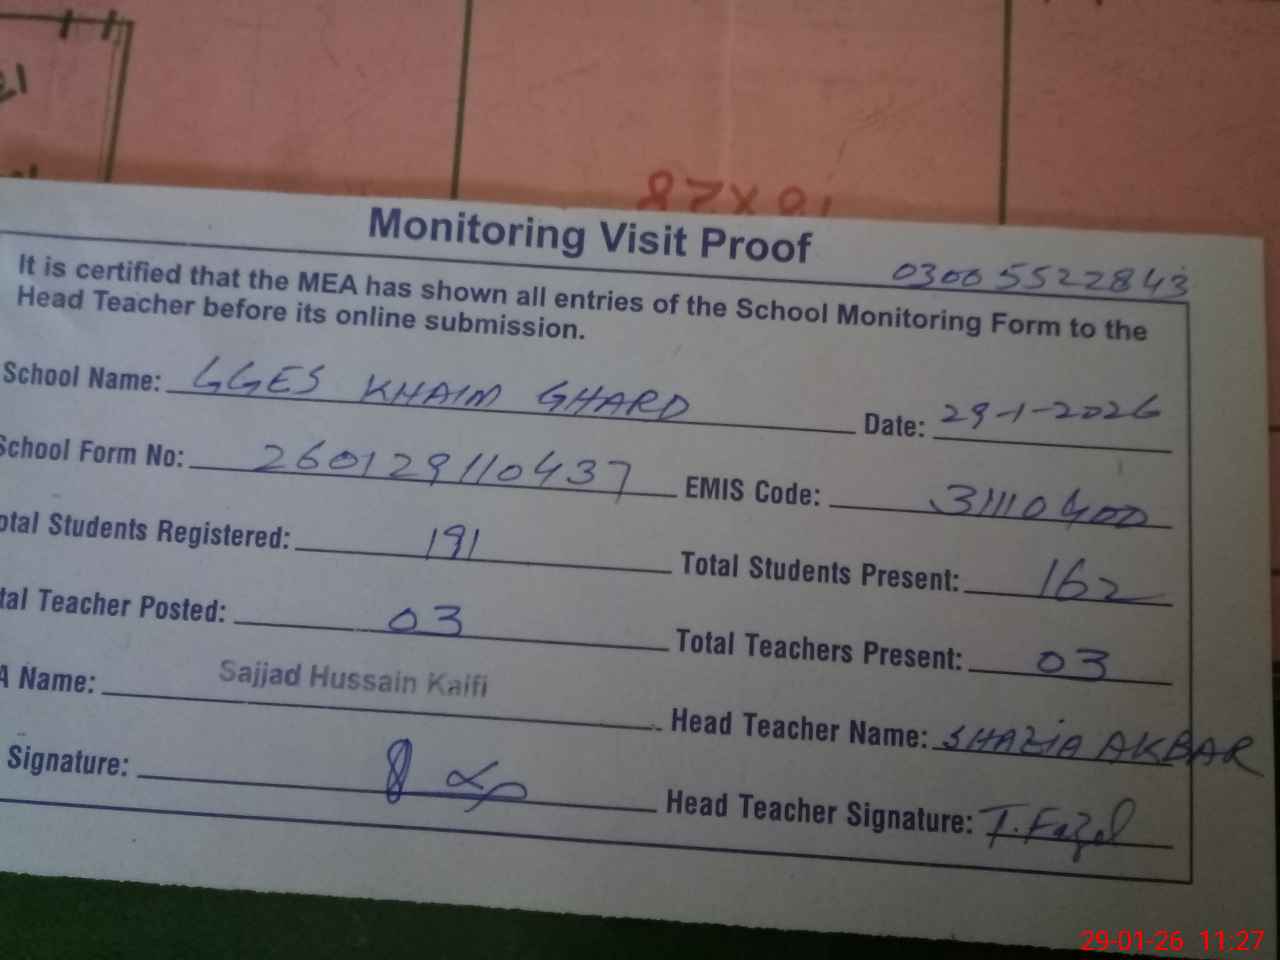 87X81
Monitoring Visit Proof
03005522843
It is certified that the MEA has shown all entries of the School Monitoring Form to the
Head Teacher before its online submission.
School Name: GGES KHAIM GHARD Date: 29-1-2026
School Form No: 260129110437 EMIS Code: 31110400
otal Students Registered: 191 Total Students Present: 162
tal Teacher Posted: 03 Total Teachers Present: 03
A Name: Sajjad Hussain Kaifi Head Teacher Name: SHAZIA AKBAR
Signature: Head Teacher Signature: T. Fazal
29-01-26 11:27